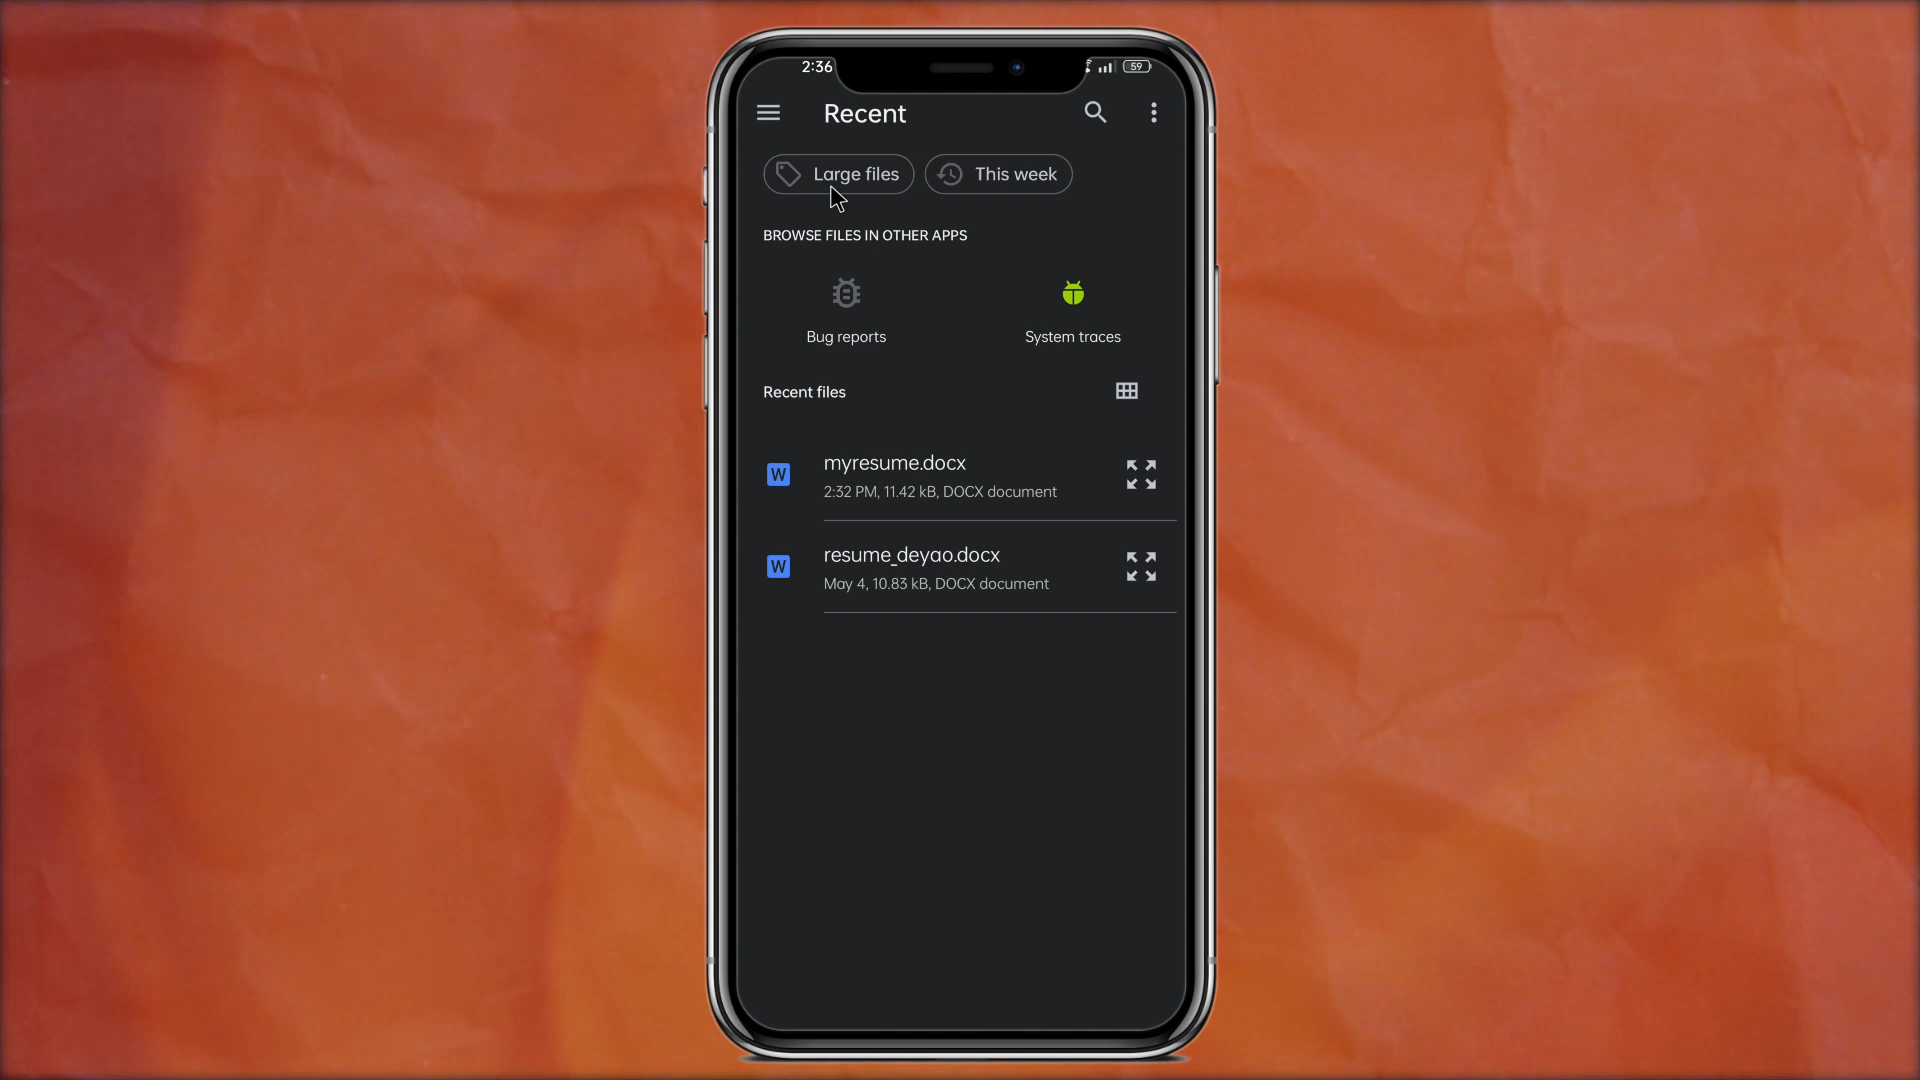 2:36
59
Recent
Large files
This week
BROWSE FILES IN OTHER APPS
Bug reports
System traces
Recent files
W
myresume.docx
2:32 PM, 11.42 kB, DOCX document
W
resume_deyao.docx
May 4, 10.83 kB, DOCX document